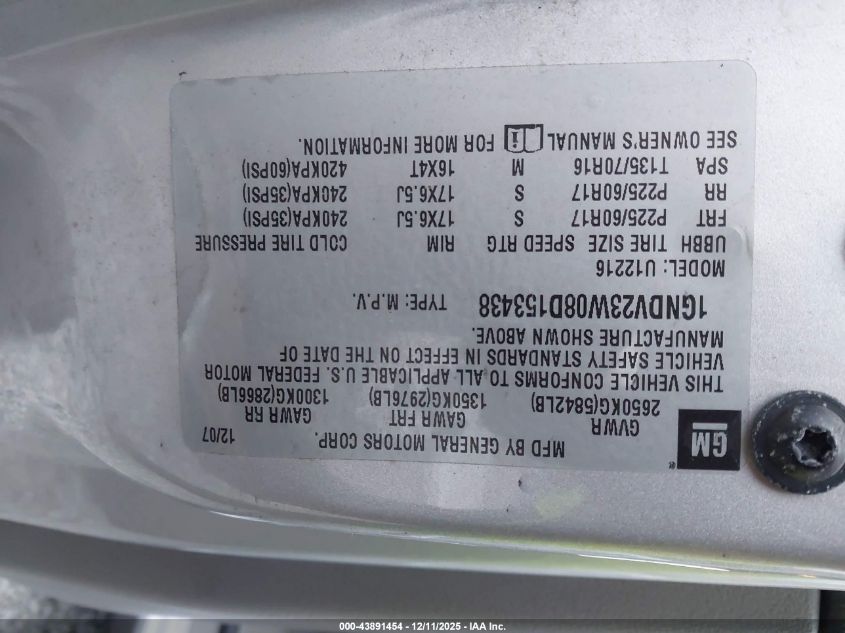 GM
®
MFD BY GENERAL MOTORS CORP. 12/07
GVWR GAWR FRT GAWR RR
2650KG(5842LB) 1350KG(2976LB) 1300KG(2866LB)
THIS VEHICLE CONFORMS TO ALL APPLICABLE U.S. FEDERAL MOTOR
VEHICLE SAFETY STANDARDS IN EFFECT ON THE DATE OF
MANUFACTURE SHOWN ABOVE.
1GNDV23W08D153438 TYPE: M.P.V.
MODEL: U12216
UBBH TIRE SIZE SPEED RTG RIM COLD TIRE PRESSURE
FRT P225/60R17 S 17X6.5J 240KPA(35PSI)
RR P225/60R17 S 17X6.5J 240KPA(35PSI)
SPA T135/70R16 M 16X4T 420KPA(60PSI)
SEE OWNER'S MANUAL i FOR MORE INFORMATION.
000-43891454 - 12/11/2025 - IAA Inc.